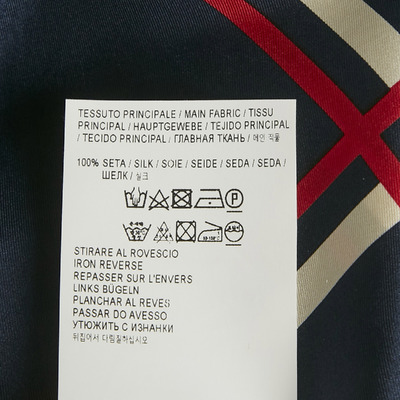 TESSUTO PRINCIPALE / MAIN FABRIC / TISSU
PRINCIPAL / HAUPTGEWEBE / TEJIDO PRINCIPAL
/ TECIDO PRINCIPAL / ГЛАВНАЯ ТКАНЬ / 메인 직물
100% SETA / SILK / SOIE / SEIDE / SEDA / SEDA /
ШЕЛК / 실크
P
STIRARE AL ROVESCIO
IRON REVERSE
REPASSER SUR L'ENVERS
LINKS BÜGELN
PLANCHAR AL REVES
PASSAR DO AVESSO
УТЮЖИТЬ С ИЗНАНКИ
뒤집어서 다림질하십시오